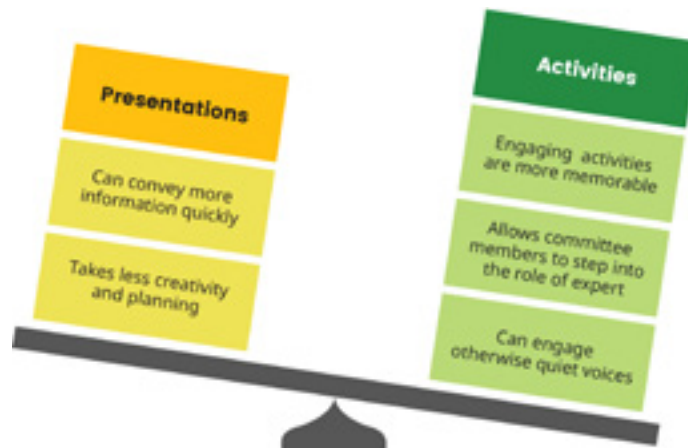 Presentations
Can convey more
information quickly
Takes less creativity
and planning
Activities
Engaging activities
are more memorable
Allows committee
members to step into
the role of expert
Can engage
otherwise quiet voices